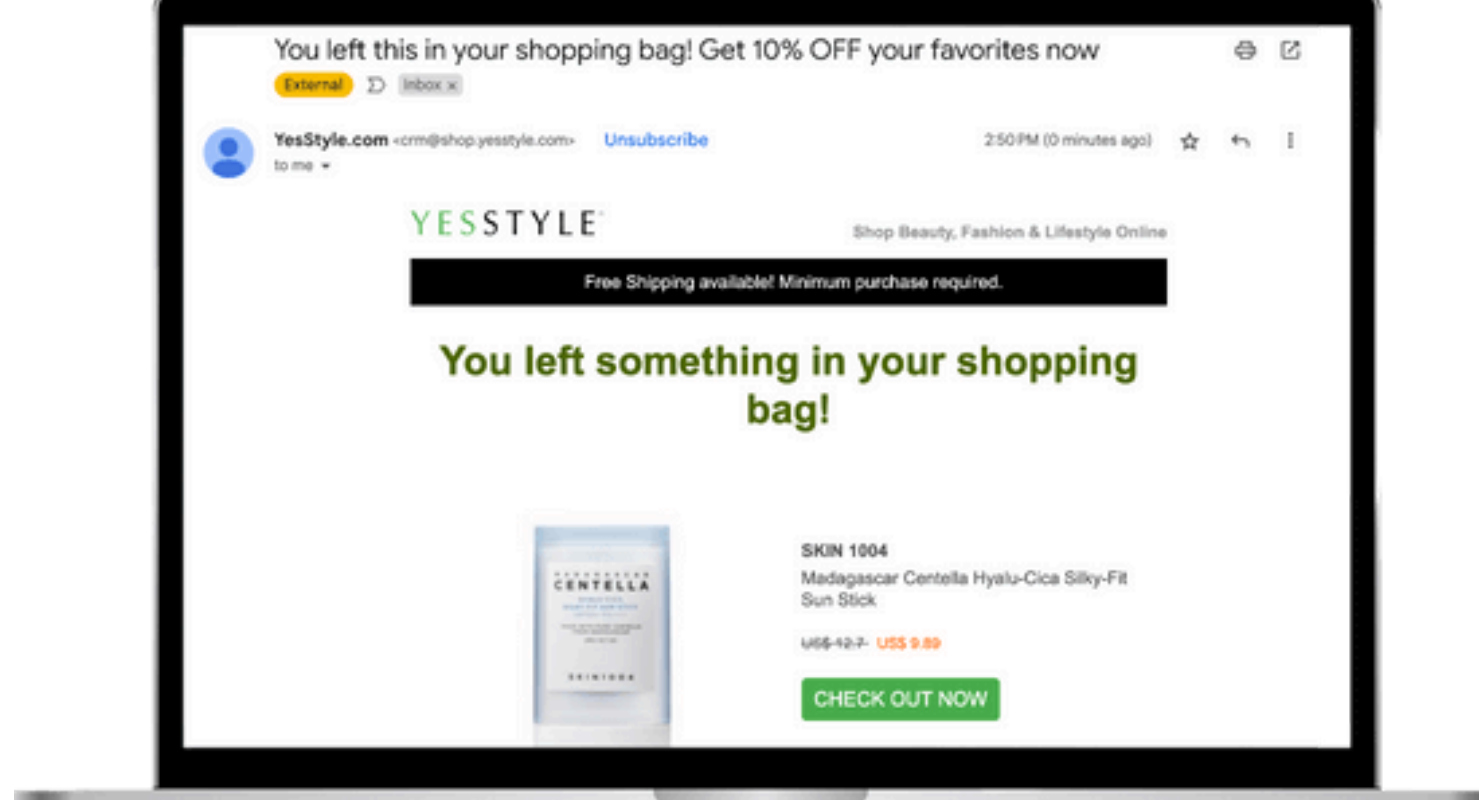 You left this in your shopping bag! Get 10% OFF your favorites now
External Inbox x
YesStyle.com <crm@shop.yesstyle.com> Unsubscribe 2:50 PM (0 minutes ago)
to me
YESSTYLE
Shop Beauty, Fashion & Lifestyle Online
Free Shipping available! Minimum purchase required.
You left something in your shopping
bag!
CENTELLA
SKIN1004
SKIN 1004
Madagascar Centella Hyalu-Cica Silky-Fit
Sun Stick
US$ 12.7 US$ 9.89
CHECK OUT NOW